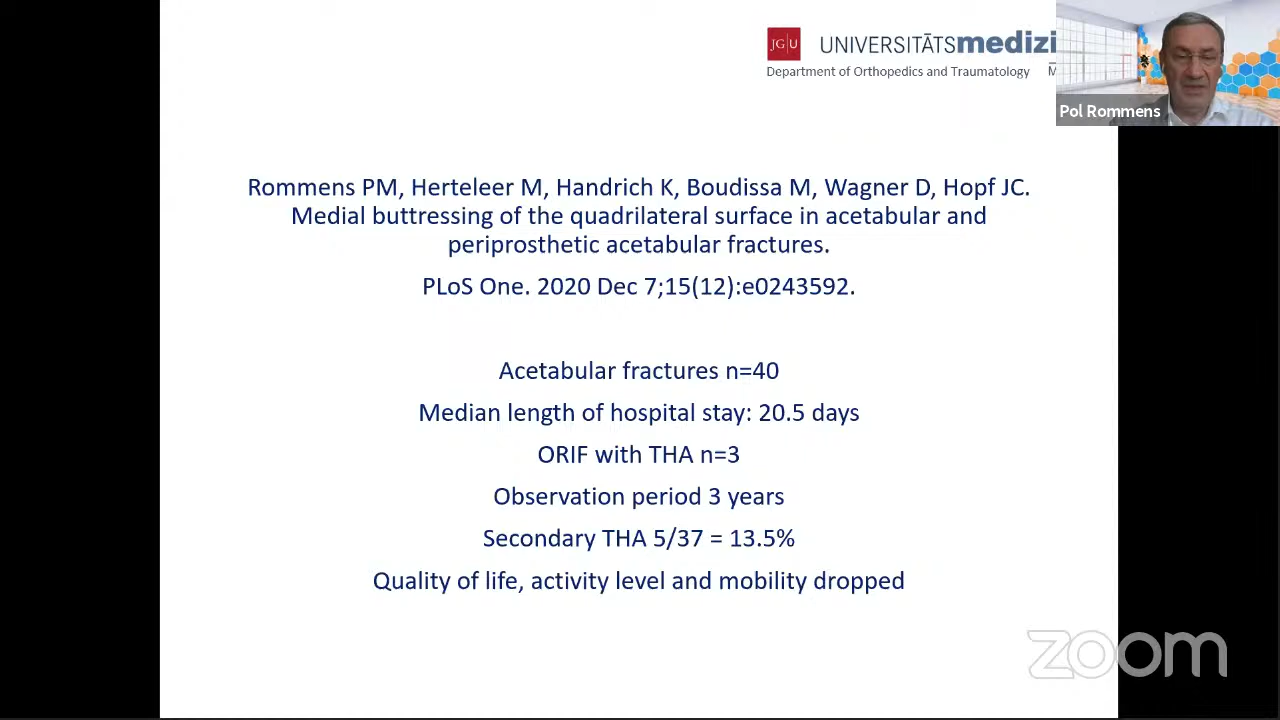 JG|U UNIVERSITÄTSmedizi
Department of Orthopedics and Traumatology M
Pol Rommens
Rommens PM, Herteleer M, Handrich K, Boudissa M, Wagner D, Hopf JC.
Medial buttressing of the quadrilateral surface in acetabular and
periprosthetic acetabular fractures.
PLoS One. 2020 Dec 7;15(12):e0243592.
Acetabular fractures n=40
Median length of hospital stay: 20.5 days
ORIF with THA n=3
Observation period 3 years
Secondary THA 5/37 = 13.5%
Quality of life, activity level and mobility dropped
zoom